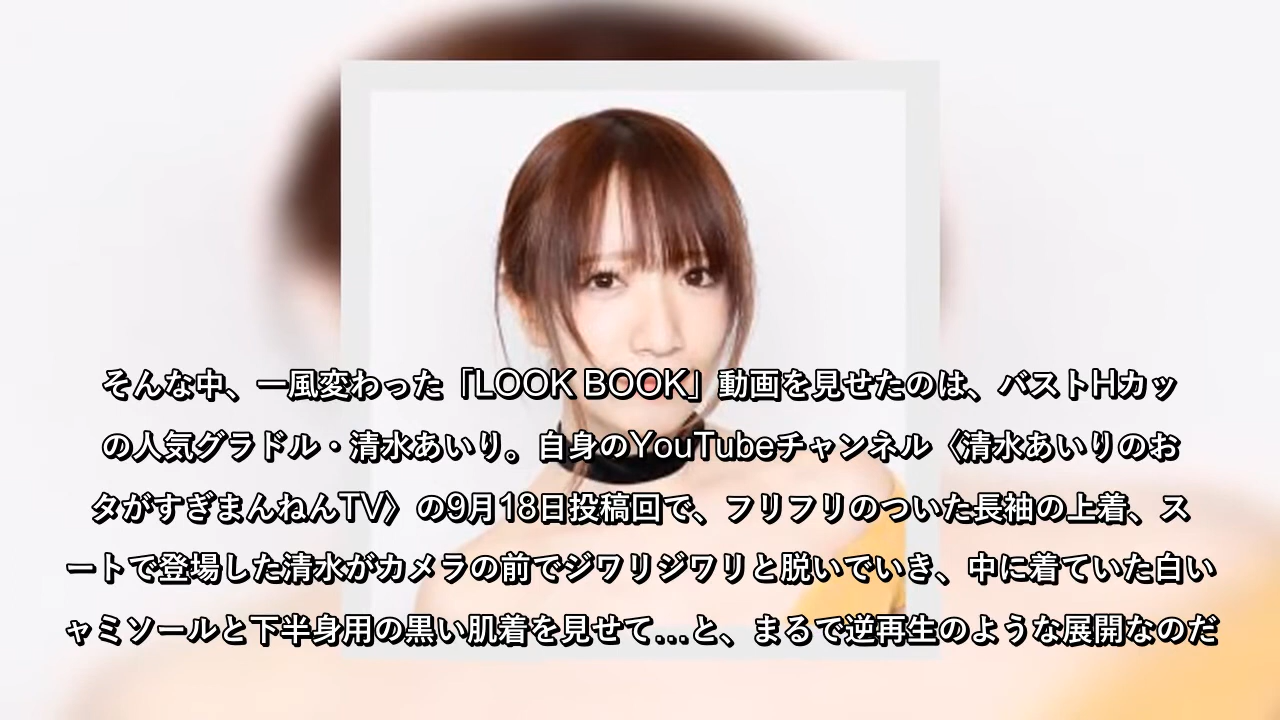 そんな中、一風変わった「LOOK BOOK」動画を見せたのは、バストHカッ
の人気グラドル・清水あいり。自身のYouTubeチャンネル〈清水あいりのお
タがすぎまんねんTV〉の9月18日投稿回で、フリフリのついた長袖の上着、ス
ートで登場した清水がカメラの前でジワリジワリと脱いでいき、中に着ていた白い
ャミソールと下半身用の黒い肌着を見せて…と、まるで逆再生のような展開なのだ